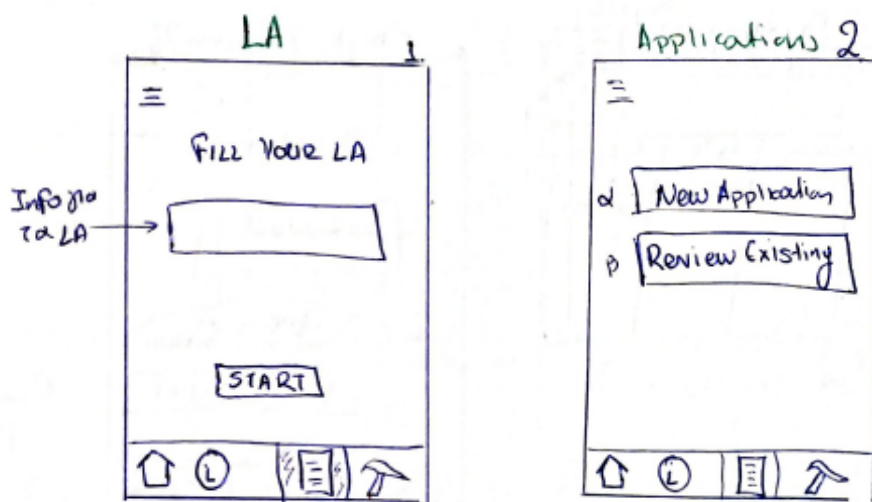 LA
1.
FILL YOUR LA
Info για
τα LA
START
i
Applications 2
α New Application
β Review Existing
i